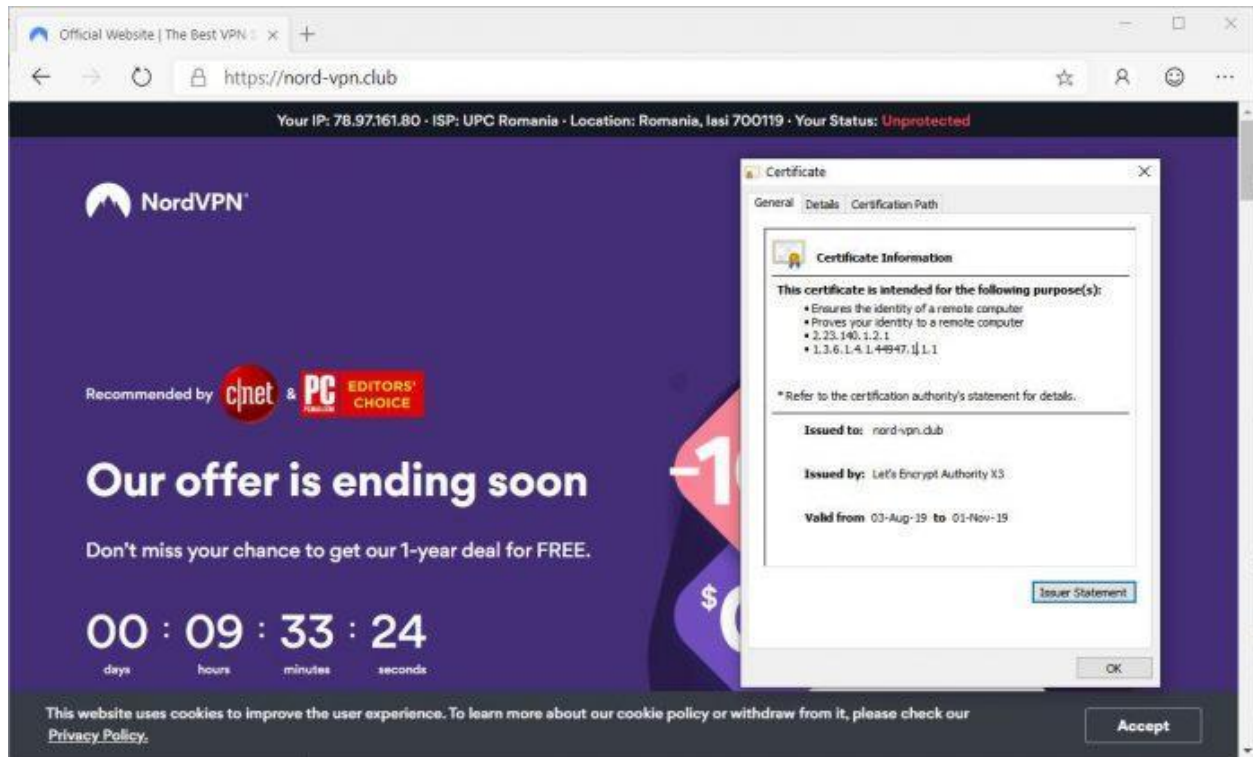 Official Website | The Best VPN S
https://nord-vpn.club
Your IP: 78.97.161.80 · ISP: UPC Romania · Location: Romania, Iasi 700119 · Your Status: Unprotected
NordVPN®
Recommended by c|net & PC EDITORS' CHOICE
Our offer is ending soon
Don't miss your chance to get our 1-year deal for FREE.
00 : 09 : 33 : 24
days hours minutes seconds
-1
$0
Certificate
General Details Certification Path
Certificate Information
This certificate is intended for the following purpose(s):
• Ensures the identity of a remote computer
• Proves your identity to a remote computer
• 2.23.140.1.2.1
• 1.3.6.1.4.1.44947.1.1.1
* Refer to the certification authority's statement for details.
Issued to: nord-vpn.club
Issued by: Let's Encrypt Authority X3
Valid from 03-Aug-19 to 01-Nov-19
Issuer Statement
OK
This website uses cookies to improve the user experience. To learn more about our cookie policy or withdraw from it, please check our
Privacy Policy.
Accept